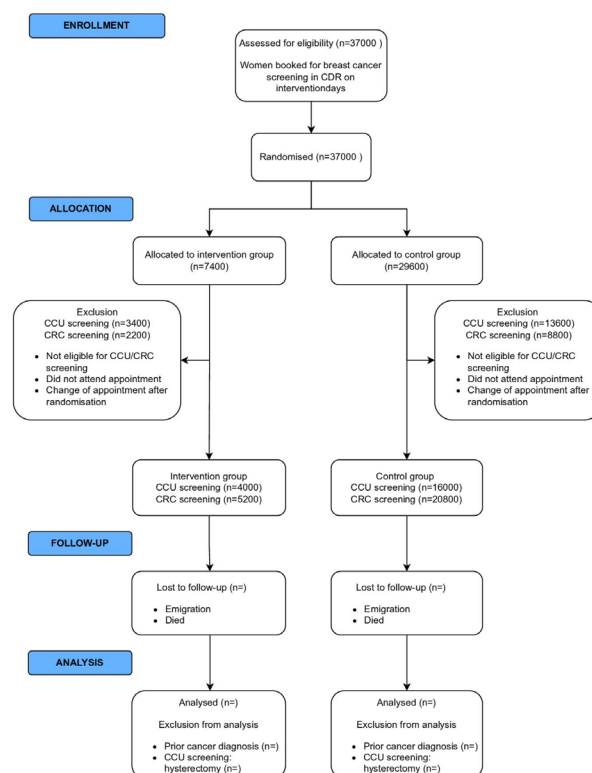 ENROLLMENT
Assessed for eligibility (n=37000 )
Women booked for breast cancer
screening in CDR on
interventiondays
Randomised (n=37000 )
ALLOCATION
Allocated to intervention group
(n=7400)
Allocated to control group
(n=29600)
Exclusion
CCU screening (n=3400)
CRC screening (n=2200)
• Not eligible for CCU/CRC
screening
• Did not attend appointment
• Change of appointment after
randomisation
Exclusion
CCU screening (n=13600)
CRC screening (n=8800)
• Not eligible for CCU/CRC
screening
• Did not attend appointment
• Change of appointment after
randomisation
Intervention group
CCU screening (n=4000)
CRC screening (n=5200)
Control group
CCU screening (n=16000)
CRC screening (n=20800)
FOLLOW-UP
Lost to follow-up (n=)
• Emigration
• Died
Lost to follow-up (n=)
• Emigration
• Died
ANALYSIS
Analysed (n=)
Exclusion from analysis
• Prior cancer diagnosis (n=)
• CCU screening:
hysterectomy (n=)
Analysed (n=)
Exclusion from analysis
• Prior cancer diagnosis (n=)
• CCU screening:
hysterectomy (n=)